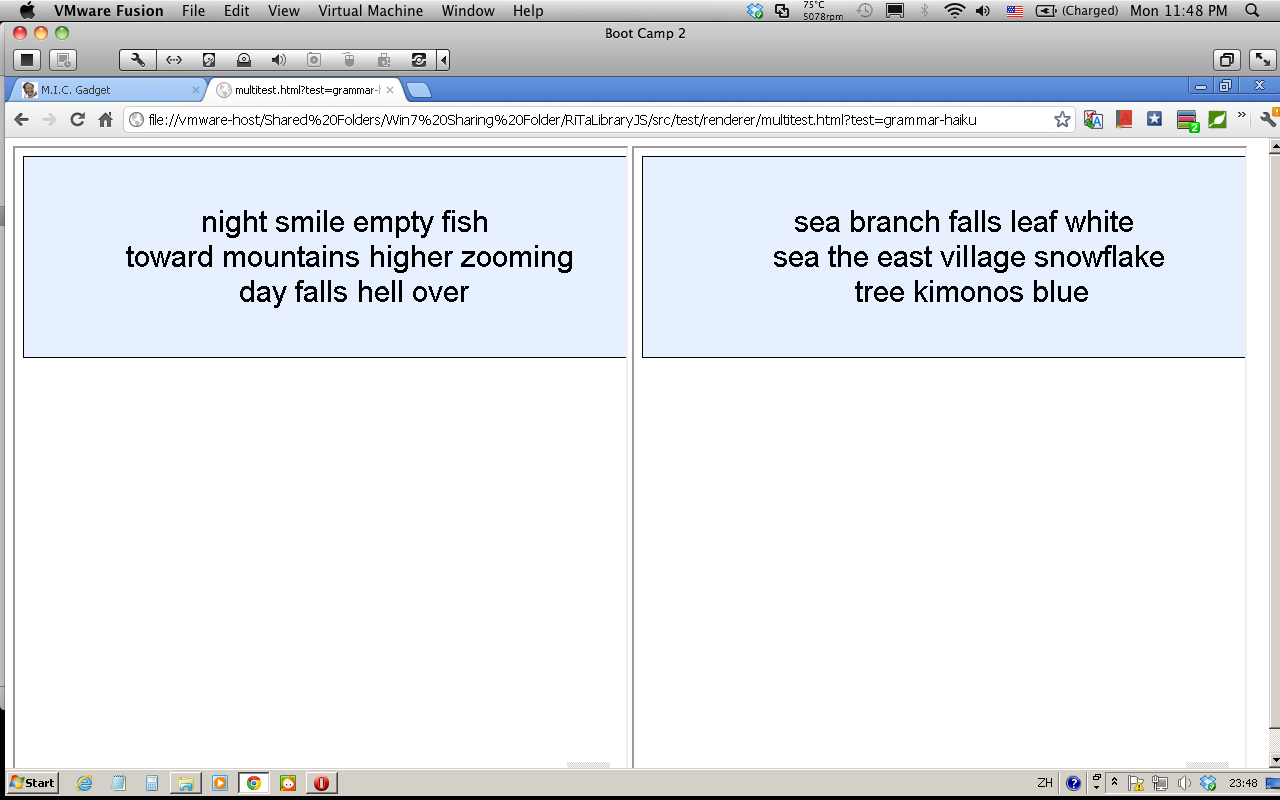 VMware Fusion File Edit View Virtual Machine Window Help 75°C 5078rpm (Charged) Mon 11:48 PM
Boot Camp 2
M.I.C. Gadget multitest.html?test=grammar-h
file://vmware-host/Shared%20Folders/Win7%20Sharing%20Folder/RiTaLibraryJS/src/test/renderer/multitest.html?test=grammar-haiku 2
night smile empty fish
toward mountains higher zooming
day falls hell over
sea branch falls leaf white
sea the east village snowflake
tree kimonos blue
Start ZH 23:48